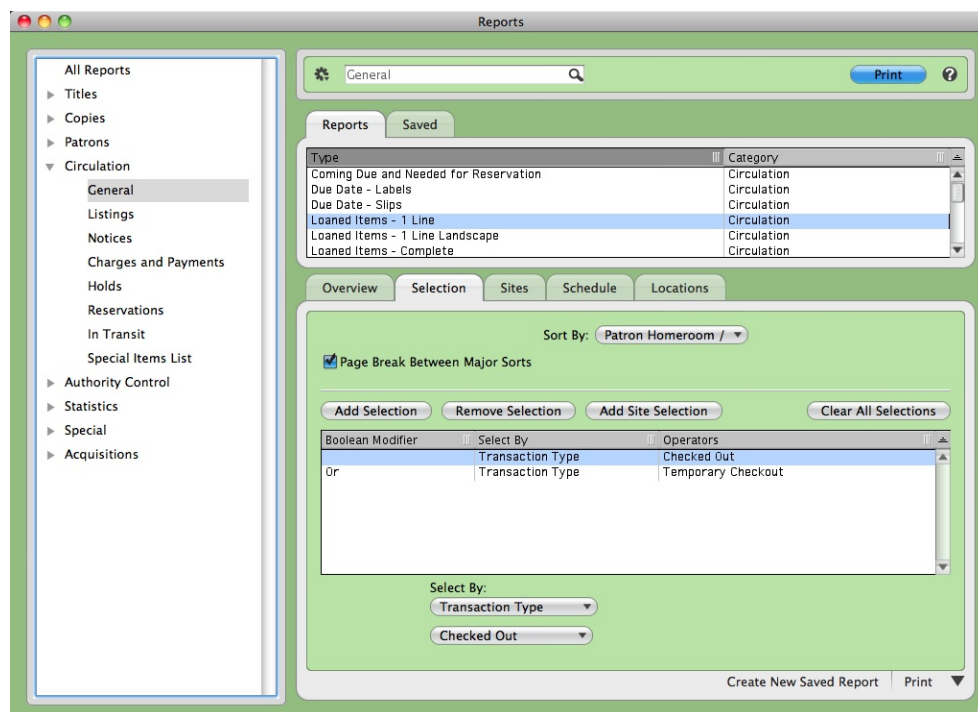 Reports
All Reports
Titles
Copies
Patrons
Circulation
General
Listings
Notices
Charges and Payments
Holds
Reservations
In Transit
Special Items List
Authority Control
Statistics
Special
Acquisitions
General Print ?
Reports Saved
Type Category
Coming Due and Needed for Reservation Circulation
Due Date - Labels Circulation
Due Date - Slips Circulation
Loaned Items - 1 Line Circulation
Loaned Items - 1 Line Landscape Circulation
Loaned Items - Complete Circulation
Overview Selection Sites Schedule Locations
Sort By: Patron Homeroom /
Page Break Between Major Sorts
Add Selection Remove Selection Add Site Selection Clear All Selections
Boolean Modifier Select By Operators
Transaction Type Checked Out
Or Transaction Type Temporary Checkout
Select By:
Transaction Type
Checked Out
Create New Saved Report Print